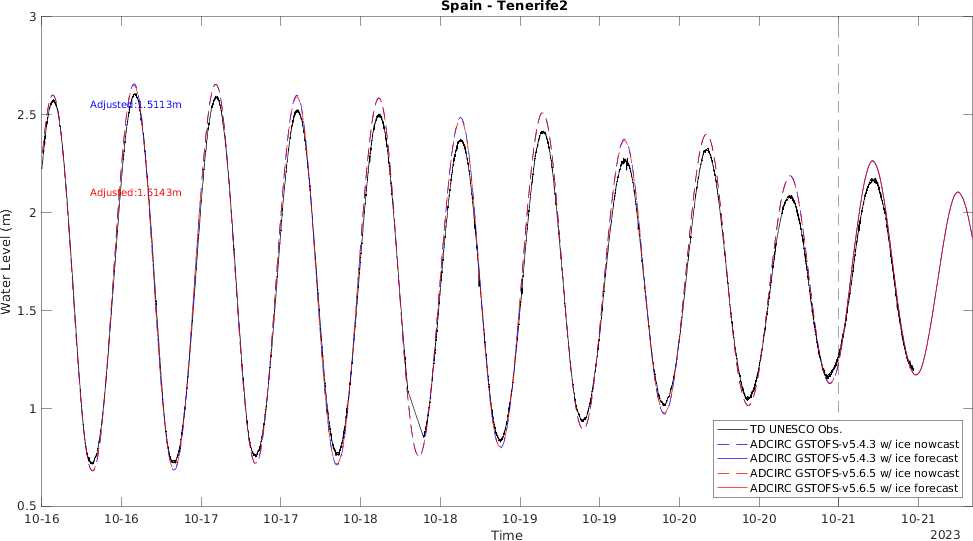 Spain - Tenerife2
3
2.5
2
1.5
1
0.5
Water Level (m)
Adjusted:1.5113m
Adjusted:1.5143m
TD UNESCO Obs.
ADCIRC GSTOFS-v5.4.3 w/ ice nowcast
ADCIRC GSTOFS-v5.4.3 w/ ice forecast
ADCIRC GSTOFS-v5.6.5 w/ ice nowcast
ADCIRC GSTOFS-v5.6.5 w/ ice forecast
10-16 10-16 10-17 10-17 10-18 10-18 10-19 10-19 10-20 10-20 10-21 10-21
Time
2023